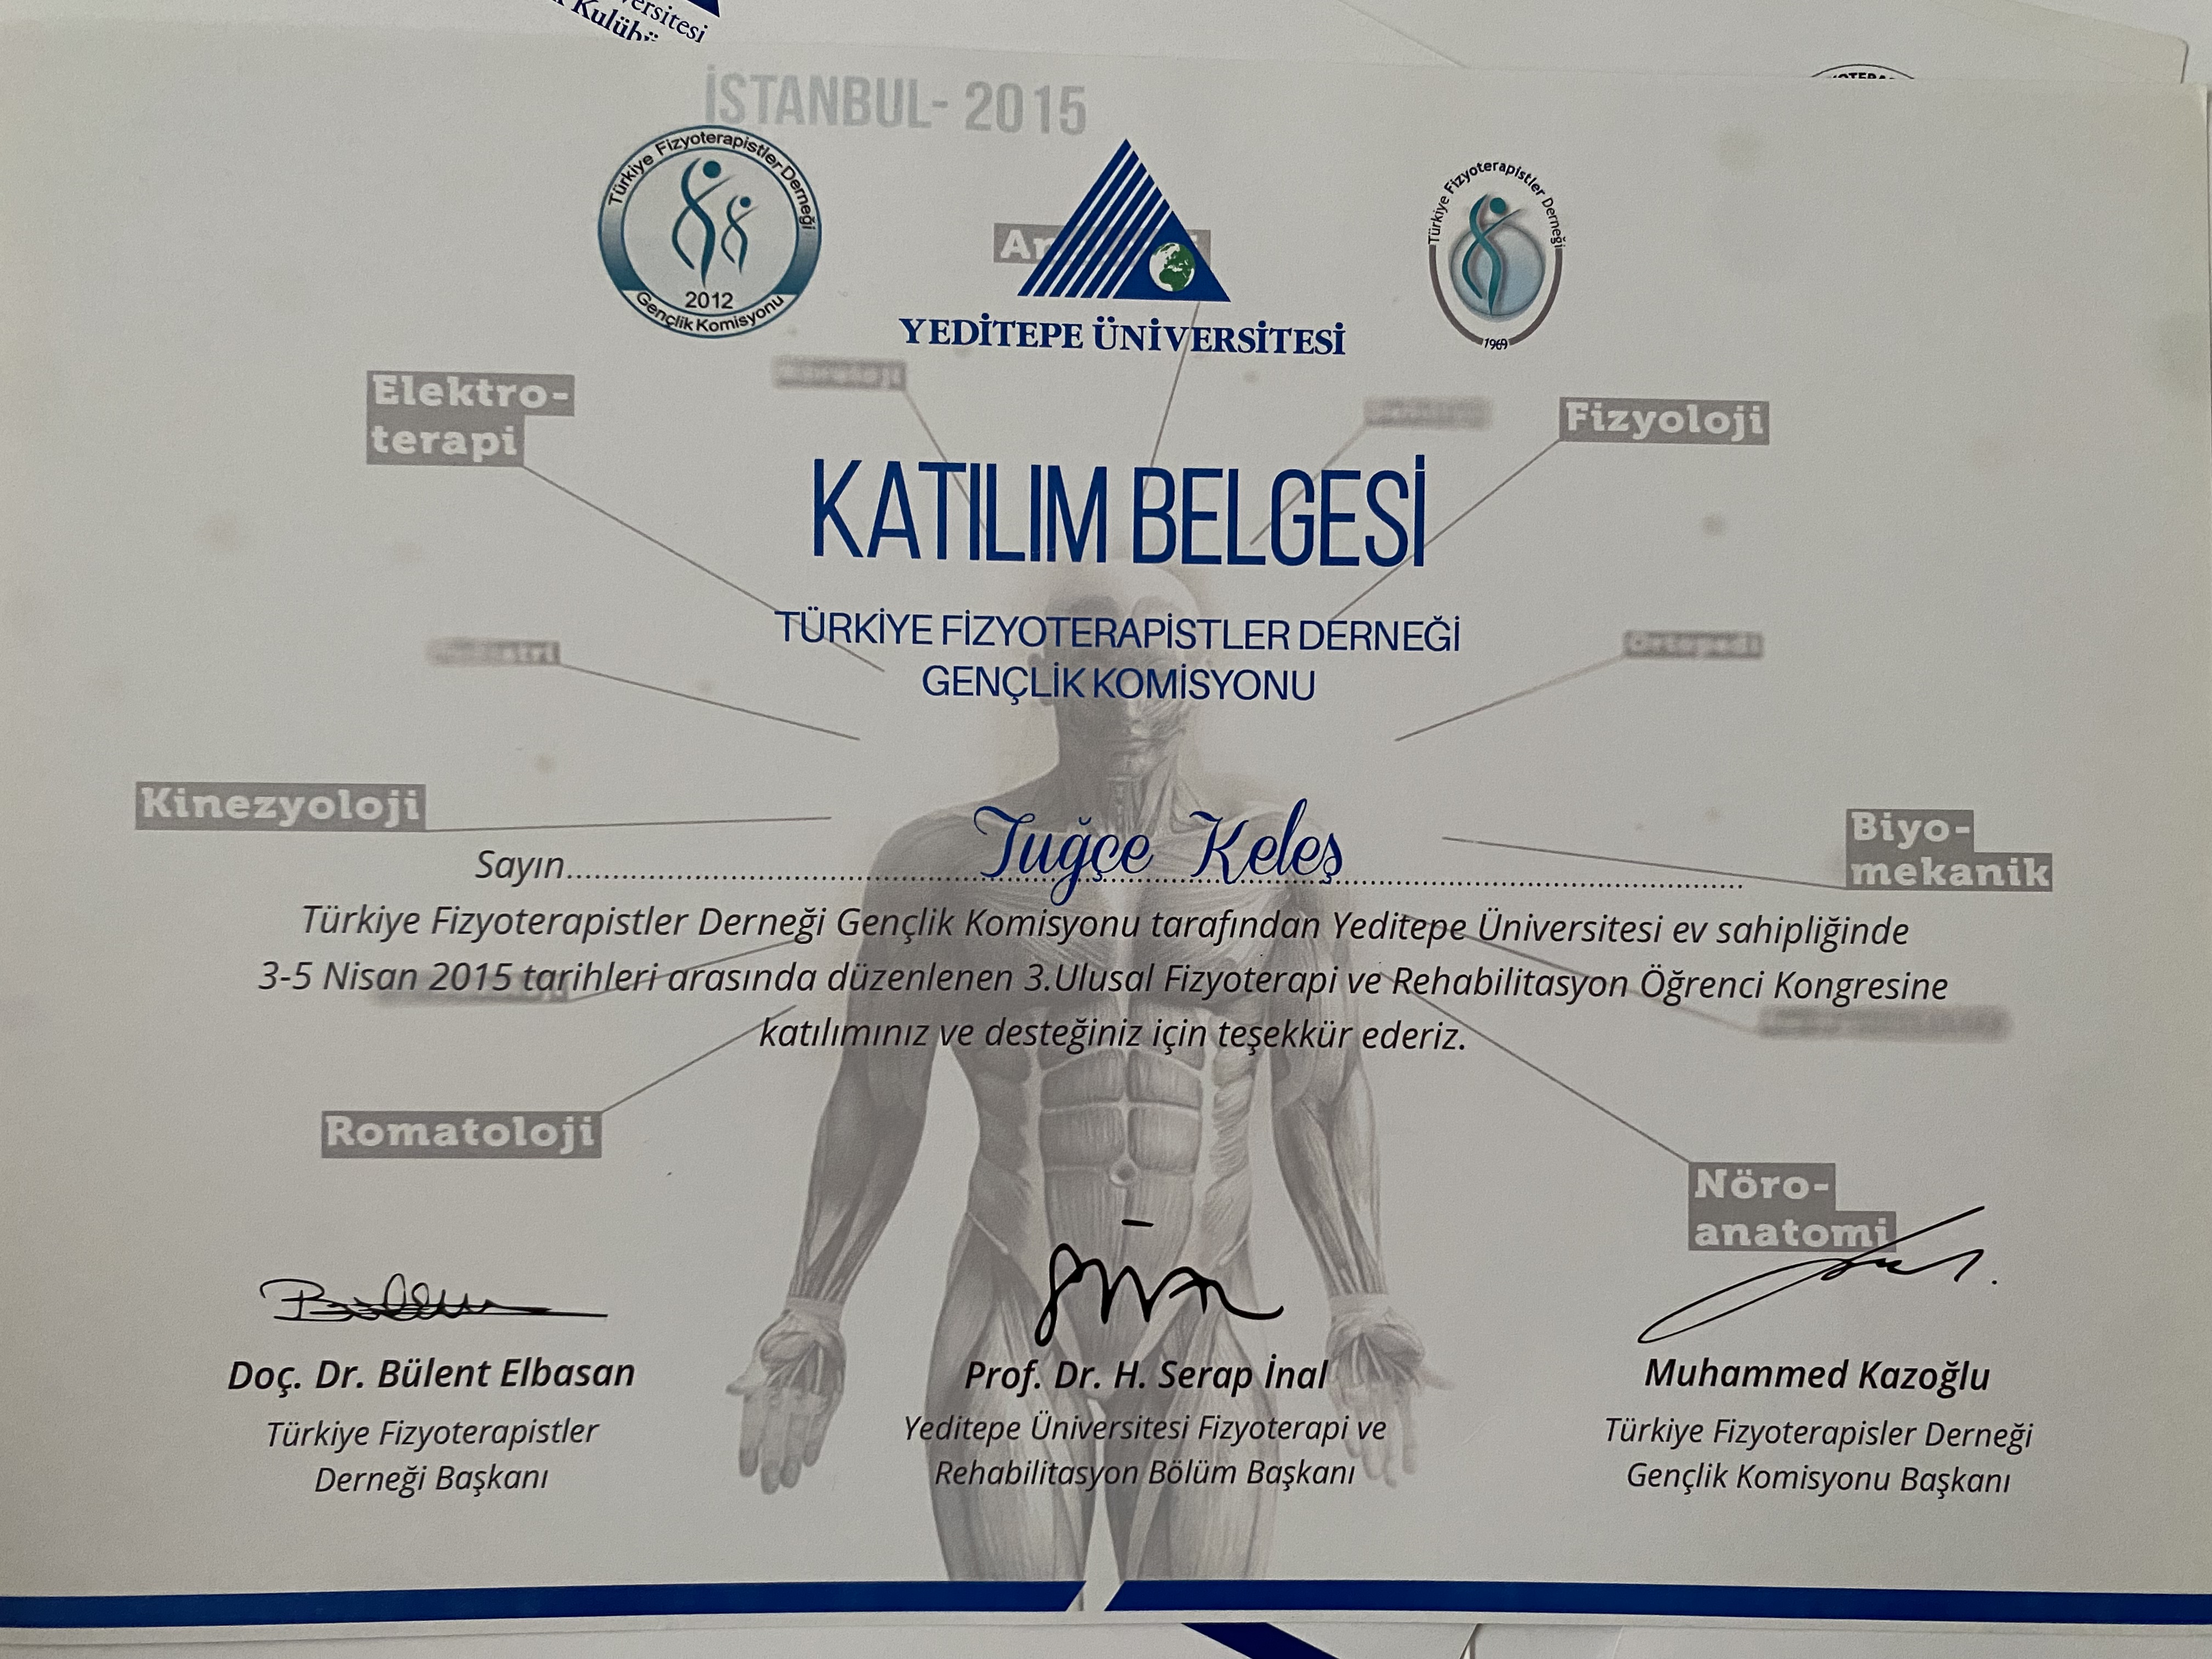 ersitesi
Kulübü
İSTANBUL- 2015
Türkiye Fizyoterapistler Derneği
2012
Gençlik Komisyonu
YEDİTEPE ÜNİVERSİTESİ
Türkiye Fizyoterapistler Derneği
1969
Elektro-
terapi
Fizyoloji
KATILIM BELGESİ
TÜRKİYE FİZYOTERAPİSTLER DERNEĞİ
GENÇLİK KOMİSYONU
Ortopedi
Kinezyoloji
Biyo-
mekanik
Sayın Tuğçe Keleş
Türkiye Fizyoterapistler Derneği Gençlik Komisyonu tarafından Yeditepe Üniversitesi ev sahipliğinde
3-5 Nisan 2015 tarihleri arasında düzenlenen 3.Ulusal Fizyoterapi ve Rehabilitasyon Öğrenci Kongresine
katılımınız ve desteğiniz için teşekkür ederiz.
Romatoloji
Nöro-
anatomi
Doç. Dr. Bülent Elbasan
Türkiye Fizyoterapistler
Derneği Başkanı
Prof. Dr. H. Serap İnal
Yeditepe Üniversitesi Fizyoterapi ve
Rehabilitasyon Bölüm Başkanı
Muhammed Kazoğlu
Türkiye Fizyoterapisler Derneği
Gençlik Komisyonu Başkanı